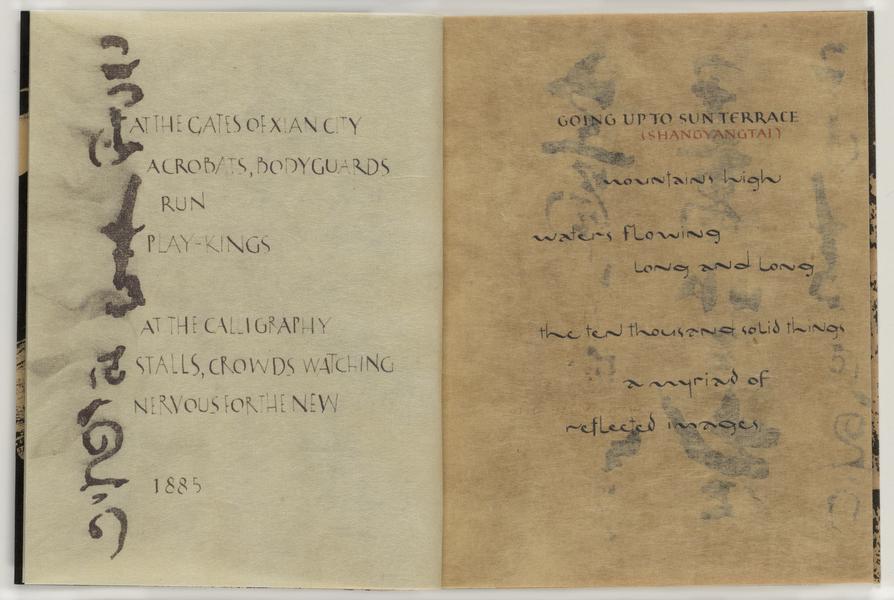 AT THE GATES OF XIAN CITY
ACROBATS, BODYGUARDS
RUN
PLAY-KINGS
AT THE CALLIGRAPHY
STALLS, CROWDS WATCHING
NERVOUS FOR THE NEW
1885
GOING UP TO SUN TERRACE
(SHANGYANGTAI)
mountains high
waters flowing
long and long
the ten thousand solid things
a myriad of
reflected images